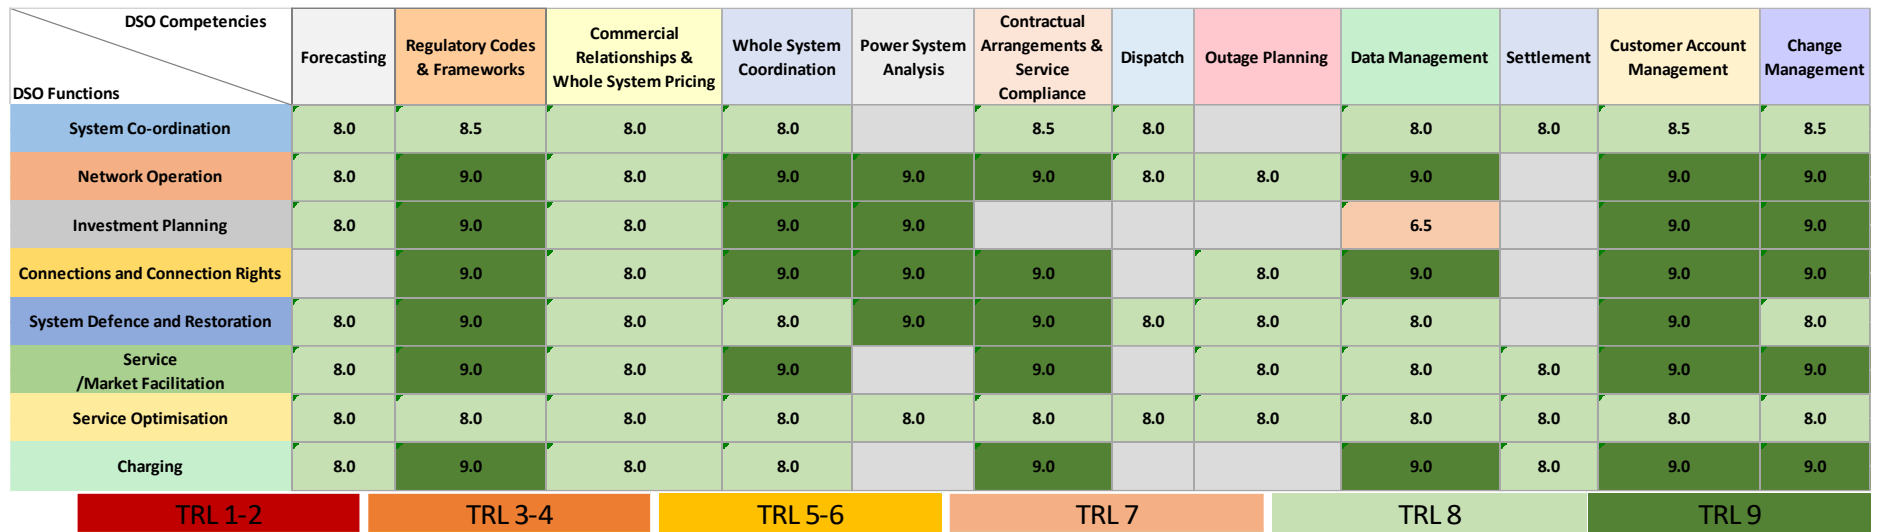 DSO Competencies
DSO Functions
Forecasting
Regulatory Codes
& Frameworks
Commercial
Relationships &
Whole System Pricing
Whole System
Coordination
Power System
Analysis
Contractual
Arrangements &
Service
Compliance
Dispatch
Outage Planning
Data Management
Settlement
Customer Account
Management
Change
Management
System Co-ordination 8.0 8.5 8.0 8.0 8.5 8.0 8.0 8.0 8.5 8.5
Network Operation 8.0 9.0 8.0 9.0 9.0 9.0 8.0 8.0 9.0 9.0 9.0
Investment Planning 8.0 9.0 8.0 9.0 9.0 6.5 9.0 9.0
Connections and Connection Rights 9.0 8.0 9.0 9.0 9.0 8.0 9.0 9.0 9.0
System Defence and Restoration 8.0 9.0 8.0 8.0 9.0 9.0 8.0 8.0 8.0 9.0 8.0
Service
/Market Facilitation 8.0 9.0 8.0 9.0 9.0 8.0 8.0 8.0 9.0 9.0
Service Optimisation 8.0 8.0 8.0 8.0 8.0 8.0 8.0 8.0 8.0 8.0 8.0 8.0
Charging 8.0 9.0 8.0 8.0 9.0 9.0 8.0 9.0 9.0
TRL 1-2 TRL 3-4 TRL 5-6 TRL 7 TRL 8 TRL 9